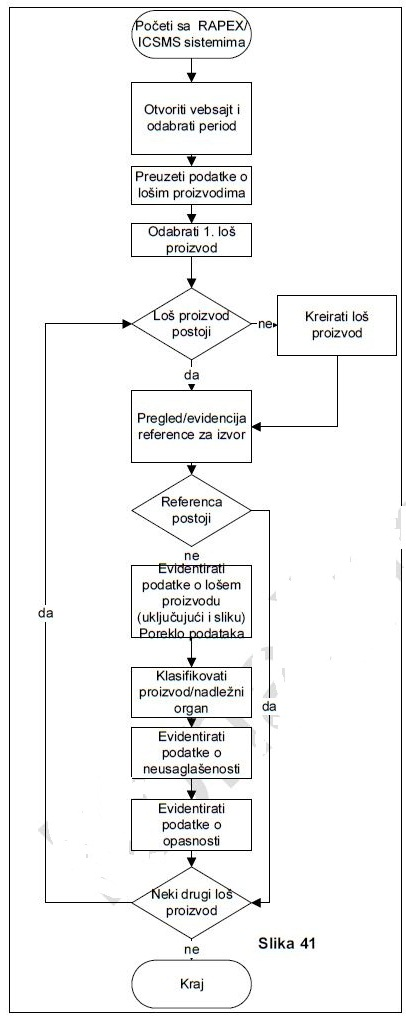 Početi sa RAPEX/
ICSMS sistemima
Otvoriti vebsajt i
odabrati period
Preuzeti podatke o
lošim proizvodima
Odabrati 1. loš
proizvod
Loš proizvod
postoji
ne
Kreirati loš
proizvod
da
Pregled/evidencija
reference za izvor
Referenca
postoji
ne
Evidentirati
podatke o lošem
proizvodu
(uključujući i sliku)
Poreklo podataka
da
Klasifikovati
proizvod/nadležni
organ
da
Evidentirati
podatke o
neusaglašenosti
Evidentirati
podatke o
opasnosti
Neki drugi loš
proizvod
ne
Slika 41
Kraj